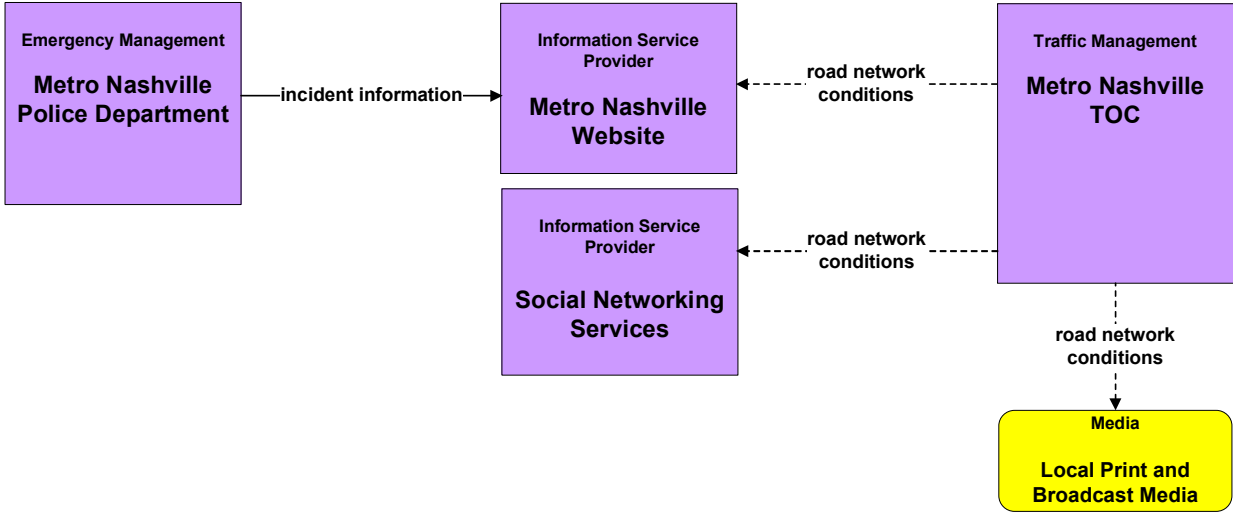 Emergency Management
Metro Nashville
Police Department
incident information
Information Service
Provider
Metro Nashville
Website
road network
conditions
Traffic Management
Metro Nashville
TOC
Information Service
Provider
Social Networking
Services
road network
conditions
road network
conditions
Media
Local Print and
Broadcast Media